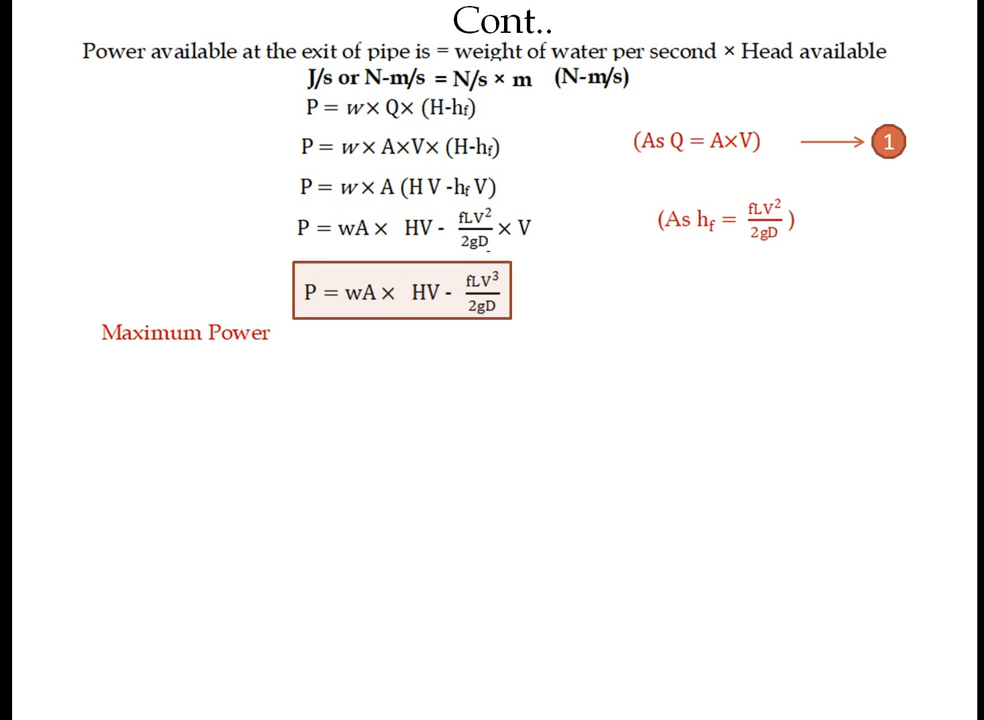 Cont..
Power available at the exit of pipe is = weight of water per second × Head available
J/s or N-m/s = N/s × m (N-m/s)
P = w× Q× (H-hf)
P = w× A×V× (H-hf) (As Q = A×V) 1
P = w× A (H V -hf V)
P = wA × HV - fLV²/2gD × V (As hf = fLV²/2gD)
P = wA × HV - fLV³/2gD
Maximum Power